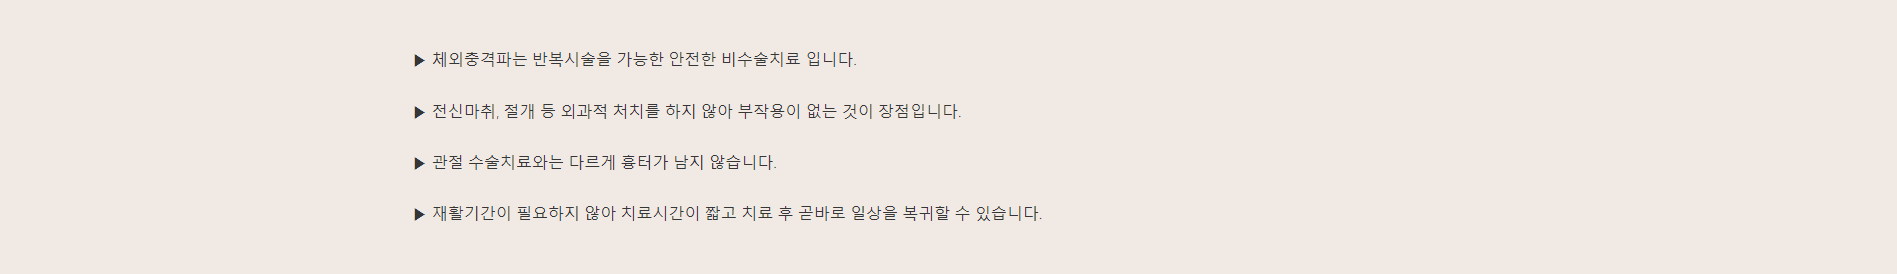 ▶ 체외충격파는 반복시술을 가능한 안전한 비수술치료 입니다.
▶ 전신마취, 절개 등 외과적 처치를 하지 않아 부작용이 없는 것이 장점입니다.
▶ 관절 수술치료와는 다르게 흉터가 남지 않습니다.
▶ 재활기간이 필요하지 않아 치료시간이 짧고 치료 후 곧바로 일상을 복귀할 수 있습니다.